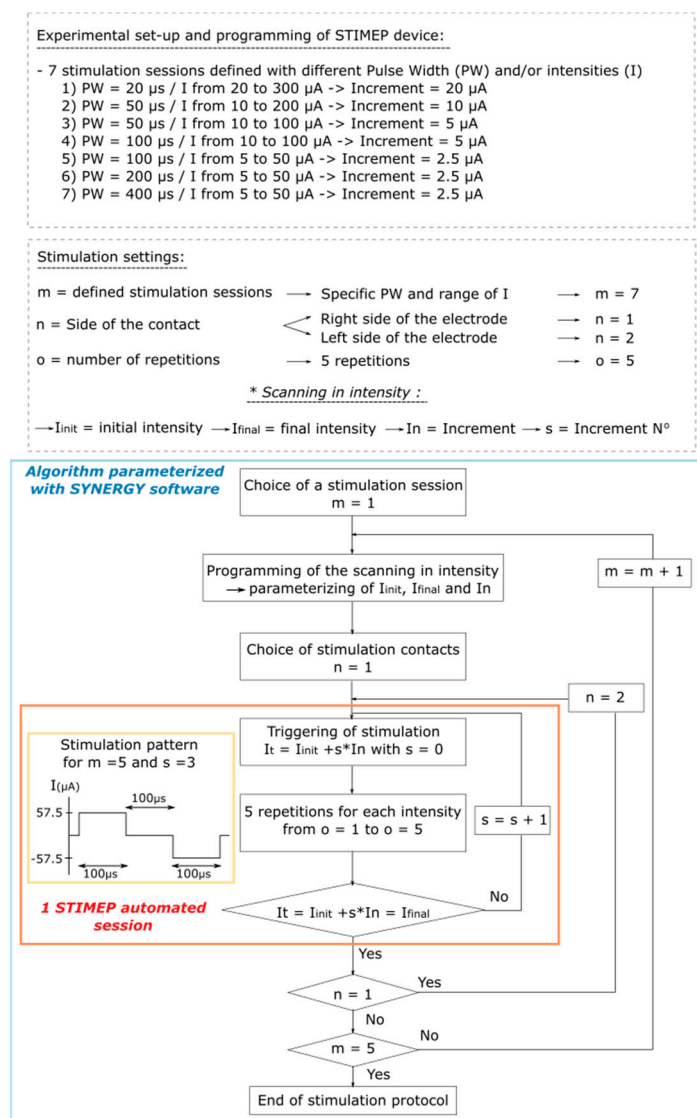 Experimental set-up and programming of STIMEP device:
- 7 stimulation sessions defined with different Pulse Width (PW) and/or intensities (I)
1) PW = 20 µs / I from 20 to 300 µA -> Increment = 20 µA
2) PW = 50 µs / I from 10 to 200 µA -> Increment = 10 µA
3) PW = 50 µs / I from 10 to 100 µA -> Increment = 5 µA
4) PW = 100 µs / I from 10 to 100 µA -> Increment = 5 µA
5) PW = 100 µs / I from 5 to 50 µA -> Increment = 2.5 µA
6) PW = 200 µs / I from 5 to 50 µA -> Increment = 2.5 µA
7) PW = 400 µs / I from 5 to 50 µA -> Increment = 2.5 µA
Stimulation settings:
m = defined stimulation sessions → Specific PW and range of I → m = 7
n = Side of the contact
Right side of the electrode → n = 1
Left side of the electrode → n = 2
o = number of repetitions → 5 repetitions → o = 5
* Scanning in intensity :
→Iinit = initial intensity →Ifinal = final intensity →In = Increment → s = Increment N°
Algorithm parameterized
with SYNERGY software
Choice of a stimulation session
m = 1
Programming of the scanning in intensity
→ parameterizing of Iinit, Ifinal and In
m = m + 1
Choice of stimulation contacts
n = 1
n = 2
Triggering of stimulation
It = Iinit +s*In with s = 0
Stimulation pattern
for m =5 and s =3
I(µA)
57.5
-57.5
100µs
100µs
100µs
5 repetitions for each intensity
from o = 1 to o = 5
s = s + 1
1 STIMEP automated
session
It = Iinit +s*In = Ifinal
No
Yes
n = 1
Yes
No
m = 5
No
Yes
End of stimulation protocol